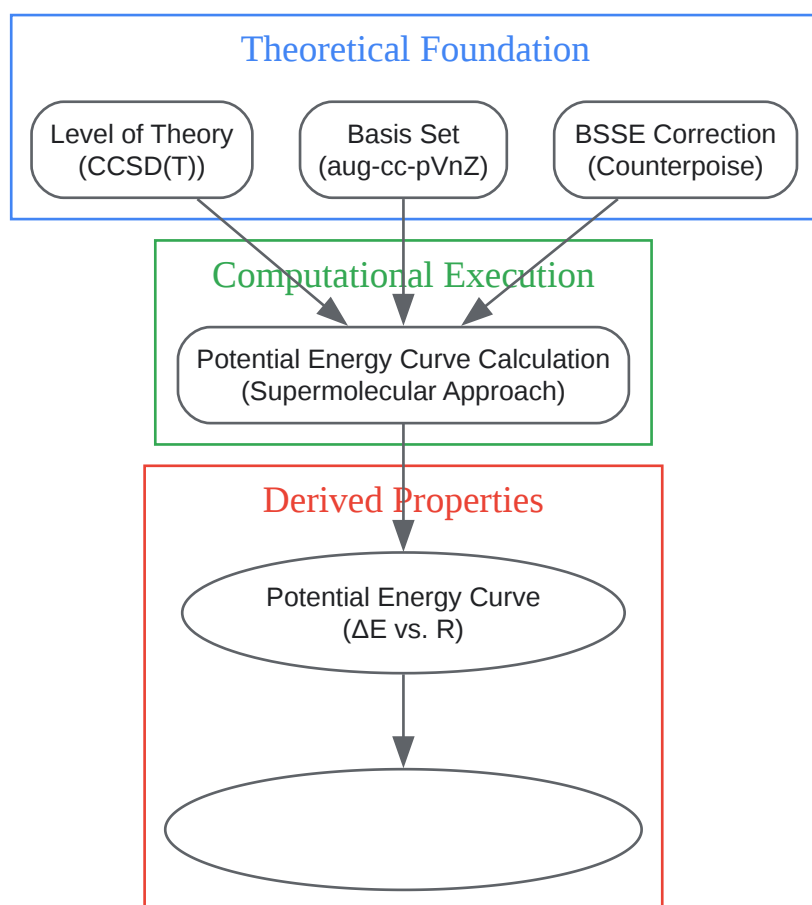 Theoretical Foundation
Level of Theory
(CCSD(T))
Basis Set
(aug-cc-pVnZ)
BSSE Correction
(Counterpoise)
Computational Execution
Potential Energy Curve Calculation
(Supermolecular Approach)
Derived Properties
Potential Energy Curve
(ΔE vs. R)